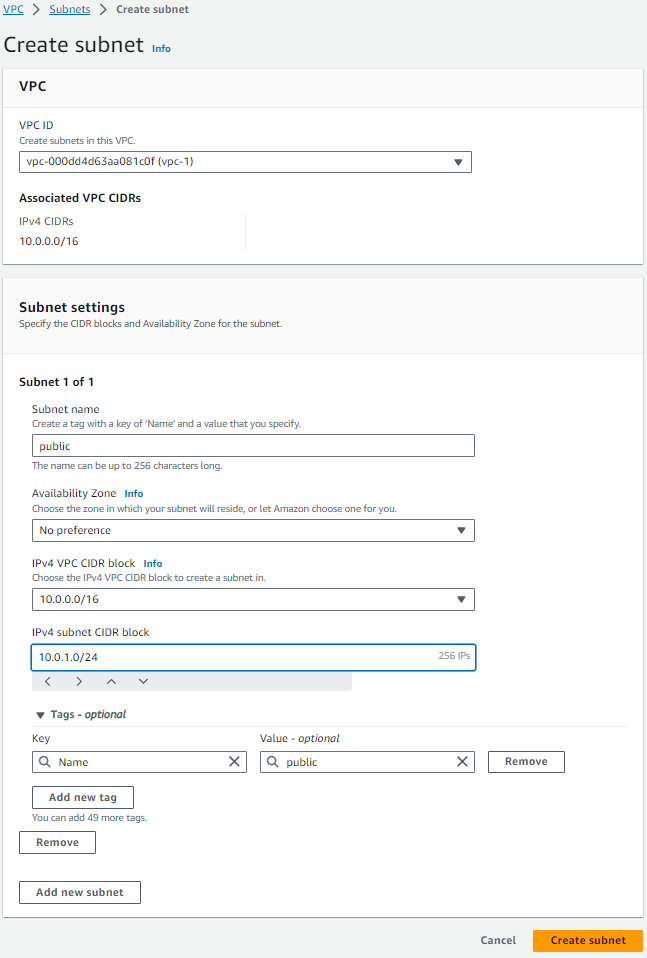 VPC > Subnets > Create subnet
Create subnet Info
VPC
VPC ID
Create subnets in this VPC.
vpc-000dd4d63aa081c0f (vpc-1)
Associated VPC CIDRs
IPv4 CIDRs
10.0.0.0/16
Subnet settings
Specify the CIDR blocks and Availability Zone for the subnet.
Subnet 1 of 1
Subnet name
Create a tag with a key of 'Name' and a value that you specify.
public
The name can be up to 256 characters long.
Availability Zone Info
Choose the zone in which your subnet will reside, or let Amazon choose one for you.
No preference
IPv4 VPC CIDR block Info
Choose the IPv4 VPC CIDR block to create a subnet in.
10.0.0.0/16
IPv4 subnet CIDR block
10.0.1.0/24 256 IPs
Tags - optional
Key Value - optional
Name public Remove
Add new tag
You can add 49 more tags.
Remove
Add new subnet
Cancel Create subnet